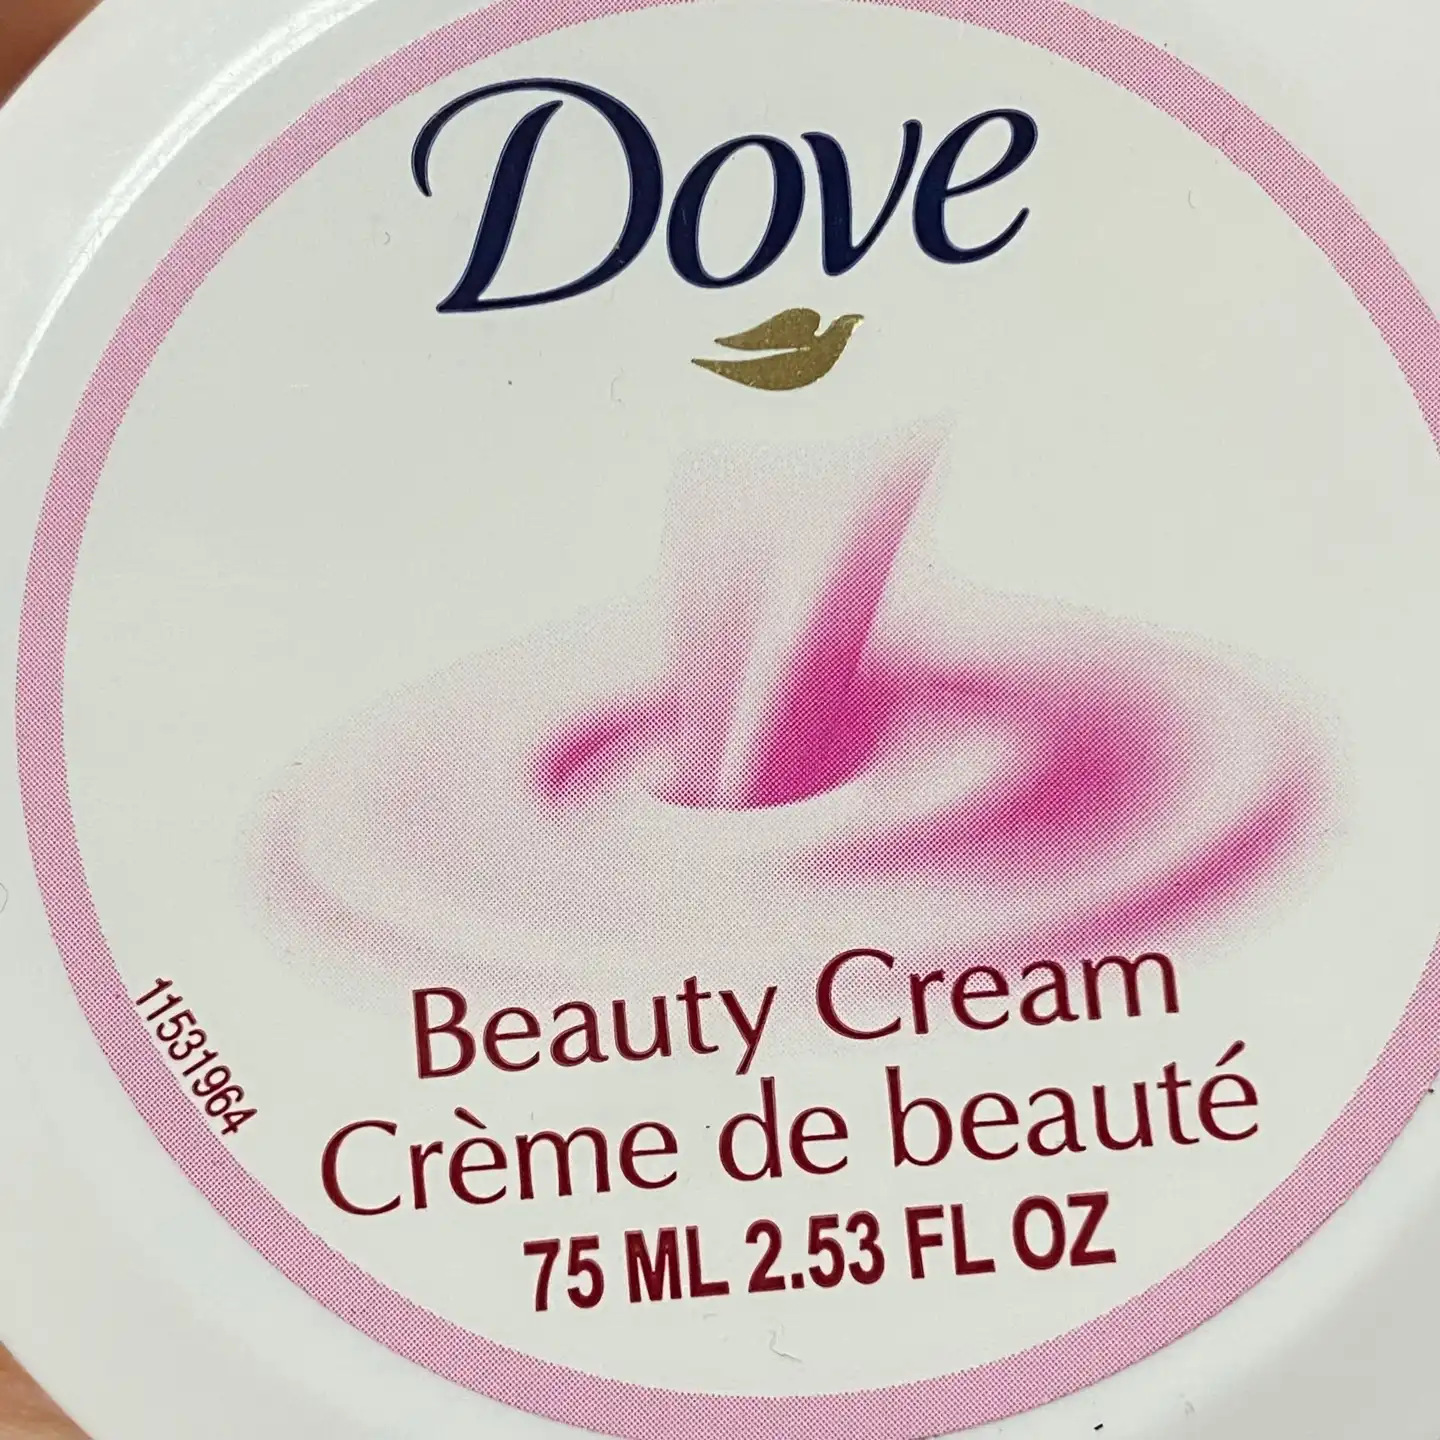 Dove
Beauty Cream
Crème de beauté
75 ML 2.53 FL OZ
11531964